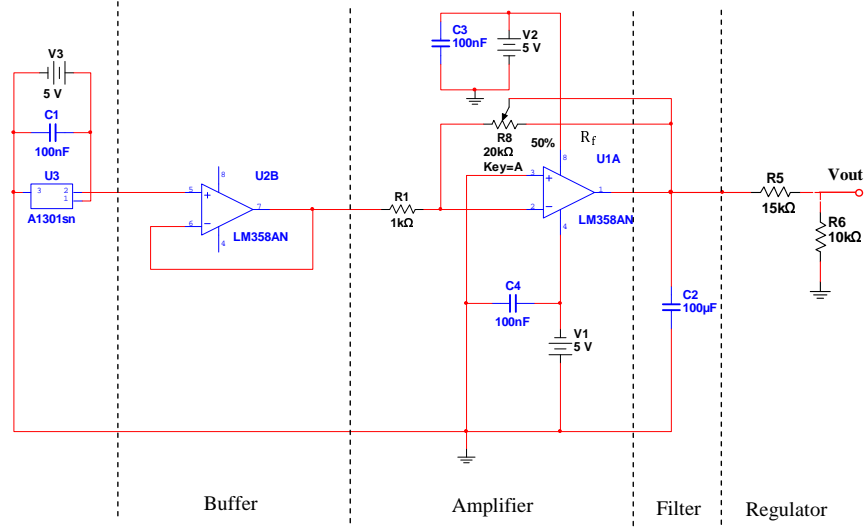 V3
5 V
C1
100nF
U3
3
2
1
A1301sn
8
U2B
5
+
−
6
7
4
LM358AN
C3
100nF
V2
5 V
R1
1kΩ
R8
20kΩ
Key=A
50%
Rf
8
U1A
3
+
−
2
1
4
LM358AN
C4
100nF
V1
5 V
C2
100µF
R5
15kΩ
Vout
R6
10kΩ
Buffer
Amplifier
Filter
Regulator